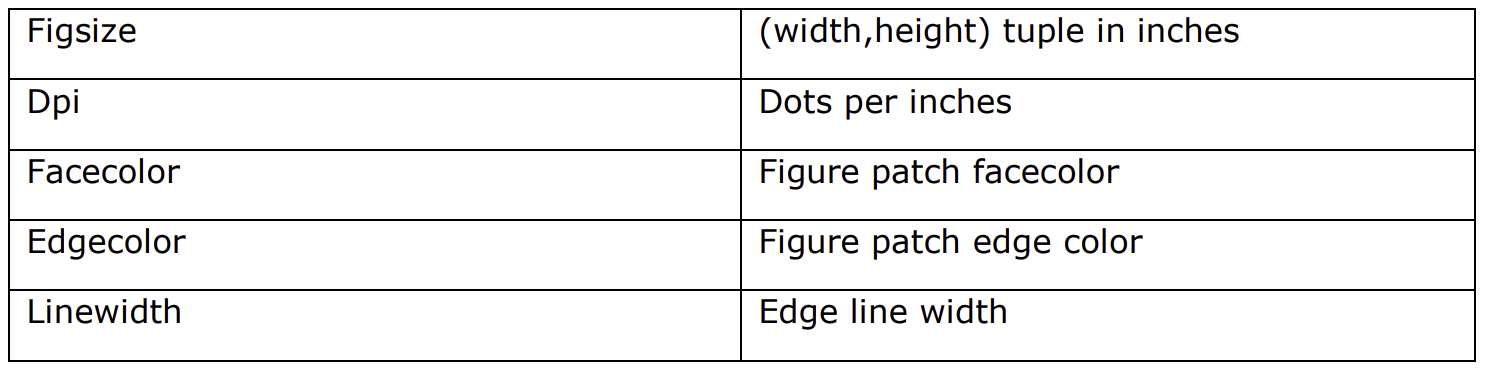 Figsize (width,height) tuple in inches
Dpi Dots per inches
Facecolor Figure patch facecolor
Edgecolor Figure patch edge color
Linewidth Edge line width